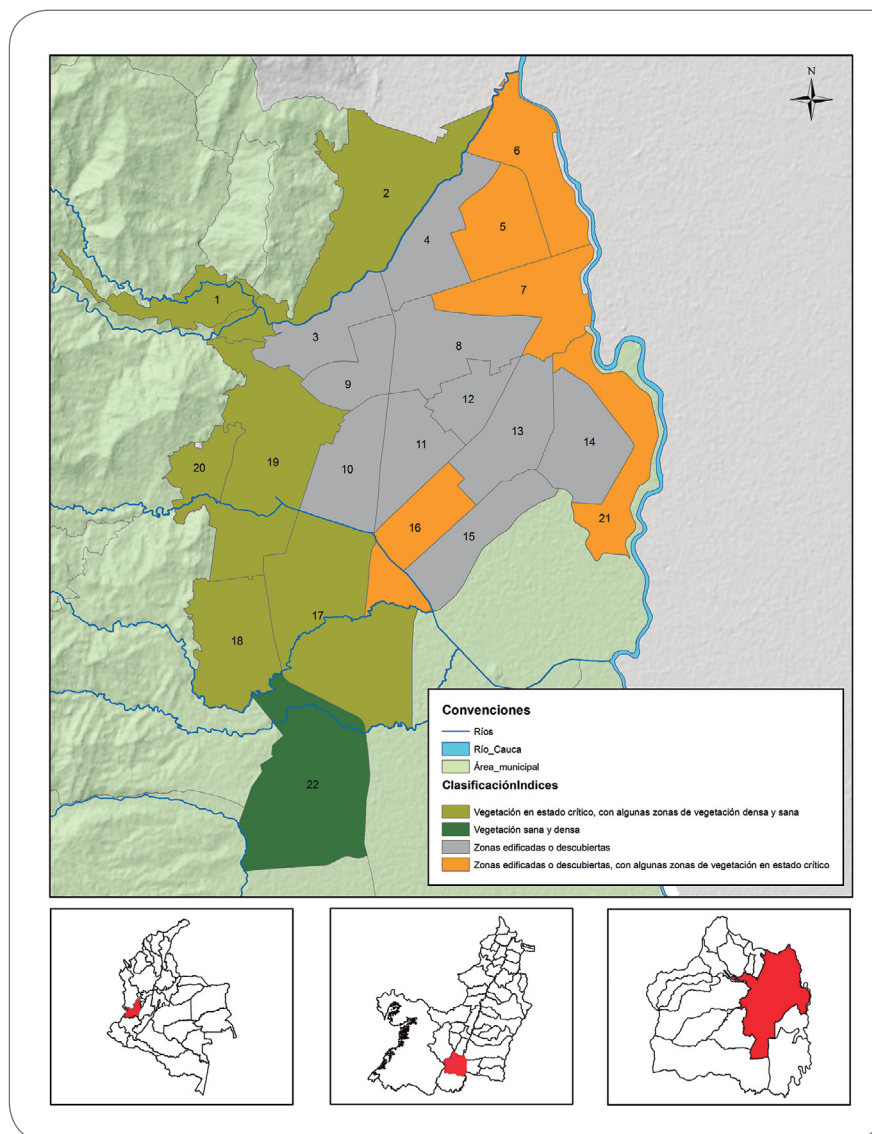 N
6
2
4
5
1
7
3
8
9
12
13
14
11
19
20
10
16
21
15
17
18
22
Convenciones
Ríos
Río_Cauca
Área_municipal
ClasificaciónIndices
Vegetación en estado crítico, con algunas zonas de vegetación densa y sana
Vegetación sana y densa
Zonas edificadas o descubiertas
Zonas edificadas o descubiertas, con algunas zonas de vegetación en estado crítico